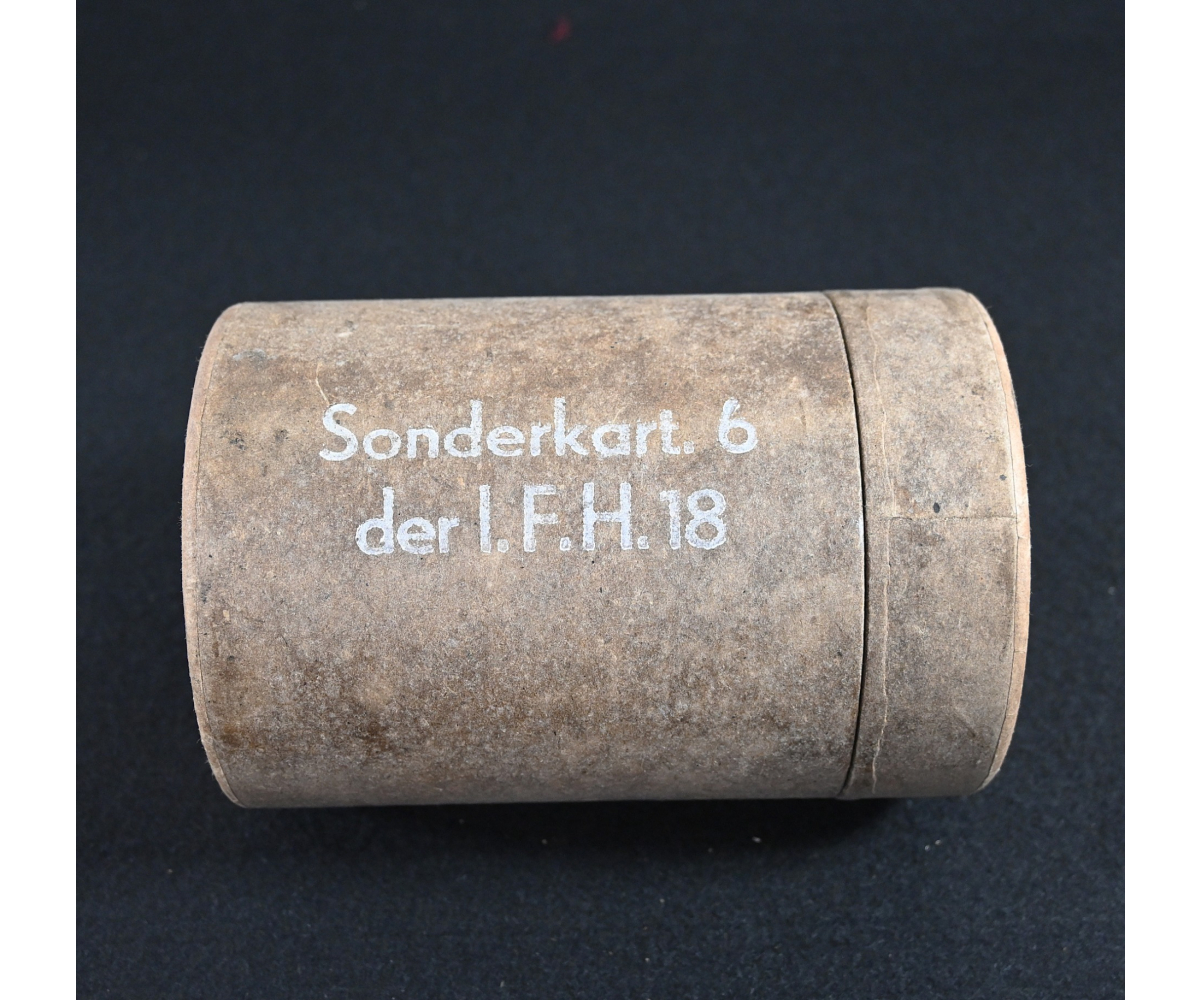 Sonderkart. 6
der l.F.H.18